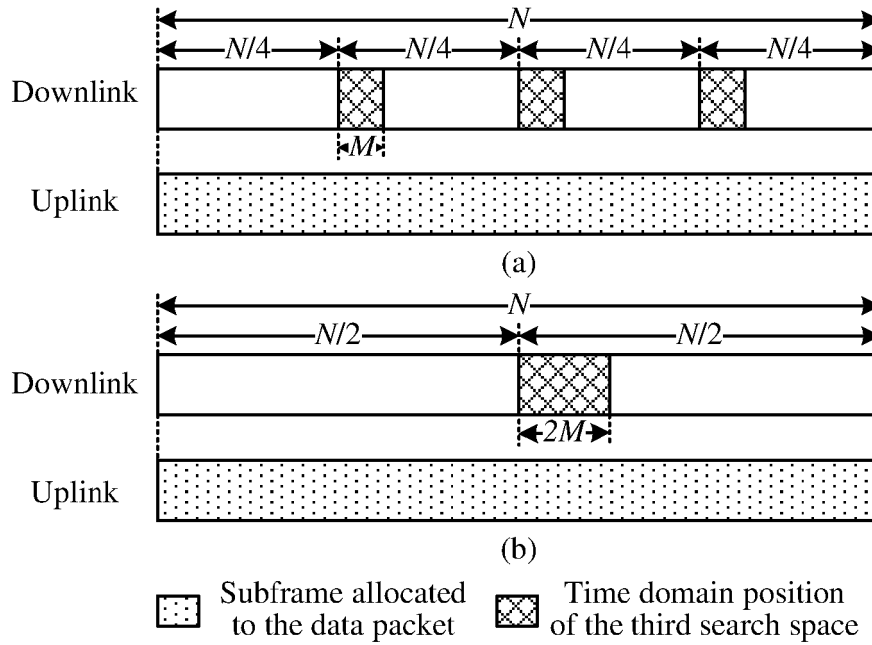 N
N/4 N/4 N/4 N/4
Downlink
M
Uplink
(a)
N
N/2 N/2
Downlink
2M
Uplink
(b)
Subframe allocated to the data packet
Time domain position of the third search space